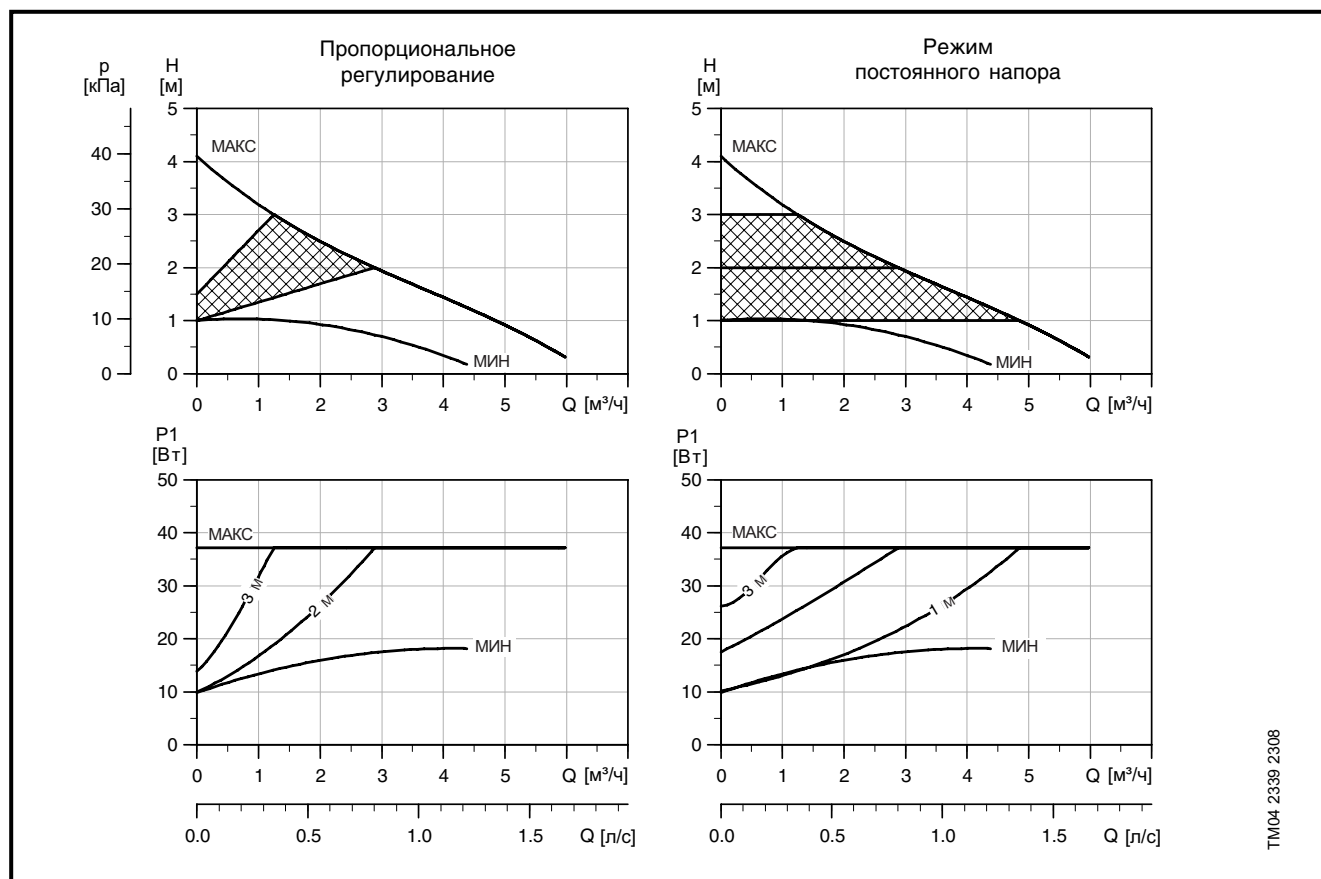 Пропорциональное
регулирование
p
[кПа]
H
[м]
5
4
3
2
1
0
40
30
20
10
0
МАКС
МИН
0 1 2 3 4 5 Q [м³/ч]
Режим
постоянного напора
H
[м]
5
4
3
2
1
0
МАКС
МИН
0 1 2 3 4 5 Q [м³/ч]
P1
[Вт]
50
40
30
20
10
0
МАКС
3 м
2 м
МИН
0 1 2 3 4 5 Q [м³/ч]
0.0 0.5 1.0 1.5 Q [л/с]
P1
[Вт]
50
40
30
20
10
0
МАКС
3 м
1 м
МИН
0 1 2 3 4 5 Q [м³/ч]
0.0 0.5 1.0 1.5 Q [л/с]
TM04 2339 2308